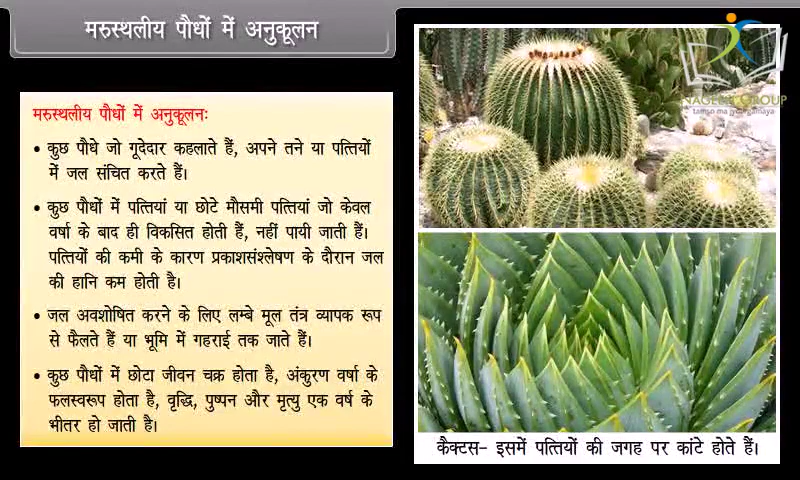 मरुस्थलीय पौधों में अनुकूलन
मरुस्थलीय पौधों में अनुकूलनः
• कुछ पौधे जो गूदेदार कहलाते हैं, अपने तने या पत्तियों
में जल संचित करते हैं।
• कुछ पौधों में पत्तियां या छोटे मौसमी पत्तियां जो केवल
वर्षा के बाद ही विकसित होती हैं, नहीं पायी जाती हैं।
पत्तियों की कमी के कारण प्रकाशसंश्लेषण के दौरान जल
की हानि कम होती है।
• जल अवशोषित करने के लिए लम्बे मूल तंत्र व्यापक रूप
से फैलते हैं या भूमि में गहराई तक जाते हैं।
• कुछ पौधों में छोटा जीवन चक्र होता है, अंकुरण वर्षा के
फलस्वरूप होता है, वृद्धि, पुष्पन और मृत्यु एक वर्ष के
भीतर हो जाती है।
GROUP
कैक्टस- इसमें पत्तियों की जगह पर कांटे होते हैं।